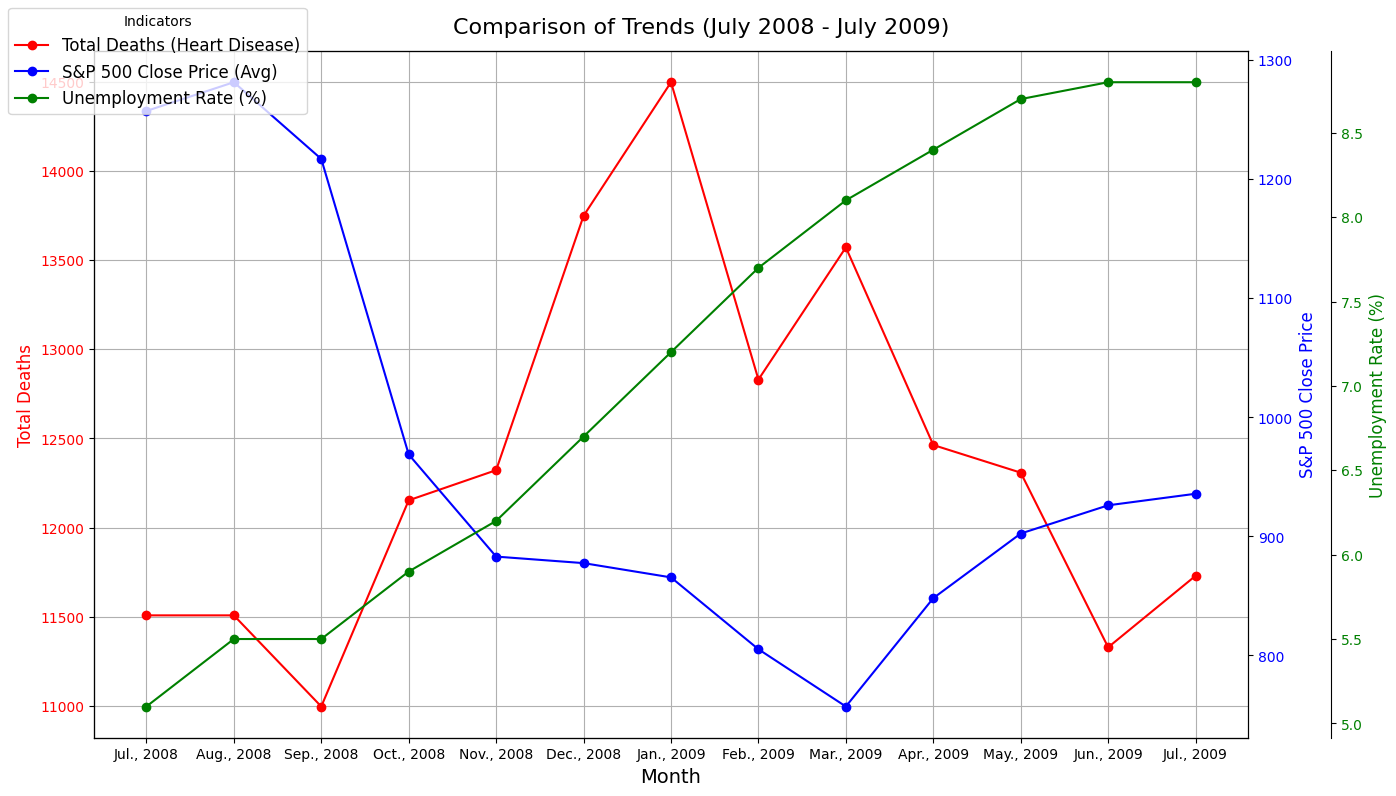 Comparison of Trends (July 2008 - July 2009)
Indicators
Total Deaths (Heart Disease)
S&P 500 Close Price (Avg)
Unemployment Rate (%)
14500
14000
13500
13000
12500
12000
11500
11000
Total Deaths
1300
1200
1100
1000
900
800
S&P 500 Close Price
8.5
8.0
7.5
7.0
6.5
6.0
5.5
5.0
Unemployment Rate (%)
Jul., 2008 Aug., 2008 Sep., 2008 Oct., 2008 Nov., 2008 Dec., 2008 Jan., 2009 Feb., 2009 Mar., 2009 Apr., 2009 May., 2009 Jun., 2009 Jul., 2009
Month